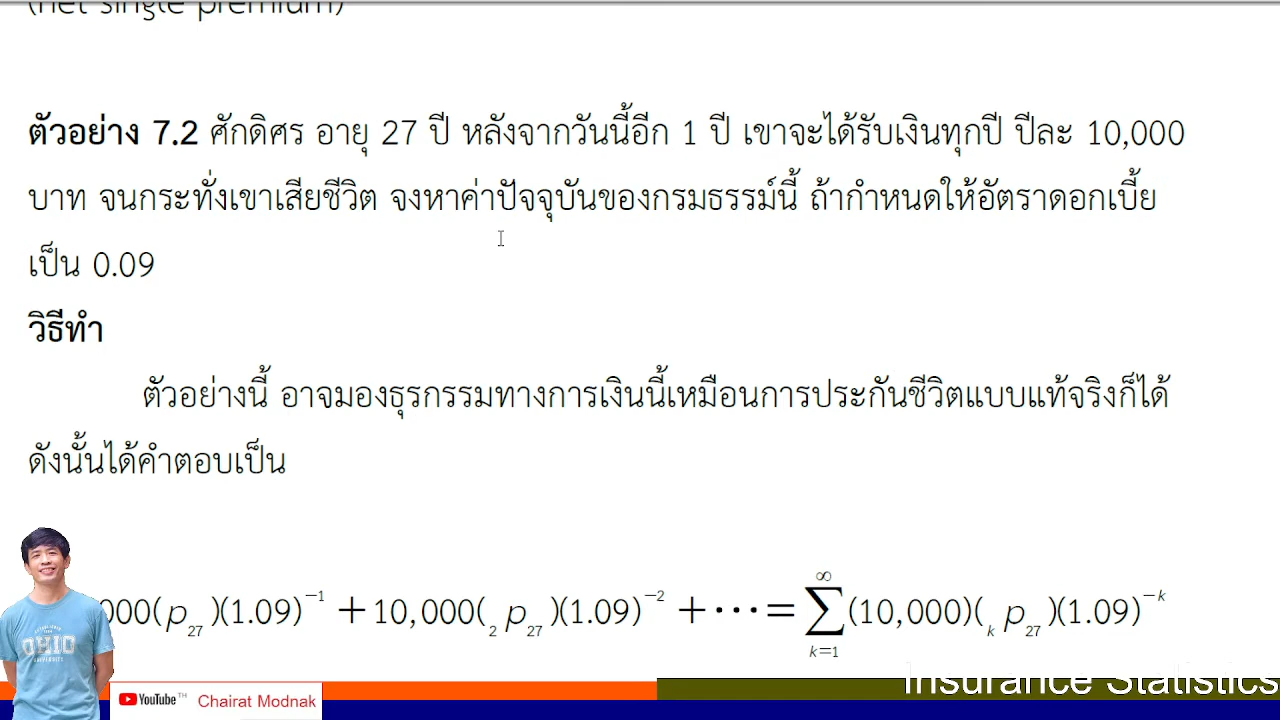 (net single premium)
ตัวอย่าง 7.2 ศักดิศร อายุ 27 ปี หลังจากวันนี้อีก 1 ปี เขาจะได้รับเงินทุกปี ปีละ 10,000
บาท จนกระทั่งเขาเสียชีวิต จงหาค่าปัจจุบันของกรมธรรม์นี้ ถ้ากำหนดให้อัตราดอกเบี้ย
เป็น 0.09
วิธีทำ
ตัวอย่างนี้ อาจมองธุรกรรมทางการเงินนี้เหมือนการประกันชีวิตแบบแท้จริงก็ได้
ดังนั้นได้คำตอบเป็น
000(p₂₇)(1.09)⁻¹ + 10,000(₂p₂₇)(1.09)⁻² + ⋯ = ∑_{k=1}^{∞} (10,000)(ₖp₂₇)(1.09)⁻ᵏ
OHIO
UNIVERSITY
YouTube TH Chairat Modnak
Insurance Statistics